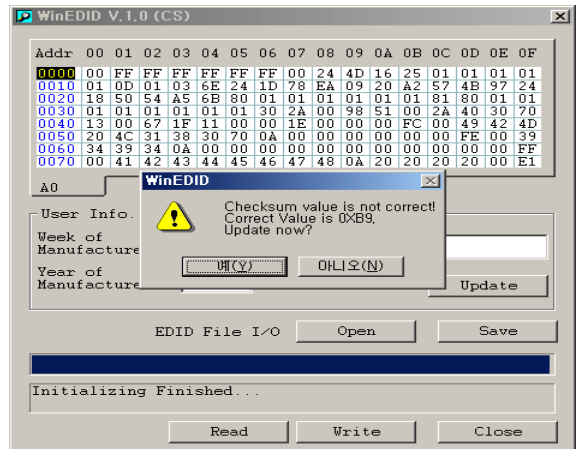 WinEDID V,1,0 (CS)
Addr 00 01 02 03 04 05 06 07 08 09 0A 0B 0C 0D 0E 0F
0000 00 FF FF FF FF FF FF 00 24 4D 16 25 01 01 01 01
0010 01 0D 01 03 6E 24 1D 78 EA 09 20 A2 57 4B 97 24
0020 18 50 54 A5 6B 80 01 01 01 01 01 01 81 80 01 01
0030 01 01 01 01 01 01 30 2A 00 98 51 00 2A 40 30 70
0040 13 00 67 1F 11 00 00 1E 00 00 00 FC 00 49 42 4D
0050 20 4C 31 38 30 70 0A 00 00 00 00 00 00 FE 00 39
0060 34 39 34 0A 00 00 00 00 00 00 00 00 00 00 00 FF
0070 00 41 42 43 44 45 46 47 48 0A 20 20 20 20 00 E1
A0
WinEDID
Checksum value is not correct!
Correct Value is 0XB9,
Update now?
예(Y)
아니오(N)
User Info.
Week of
Manufacture
Year of
Manufacture
Update
EDID File I/O
Open
Save
Initializing Finished...
Read
Write
Close